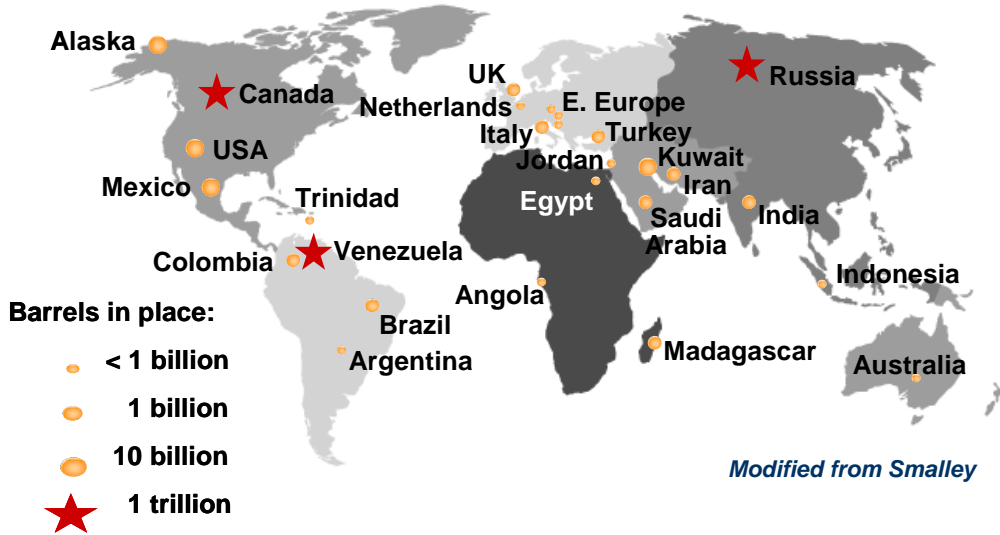 Alaska
Canada
USA
Mexico
Trinidad
Venezuela
Colombia
Brazil
Argentina
UK
Netherlands
E. Europe
Italy
Turkey
Jordan
Kuwait
Iran
Egypt
Saudi
Arabia
Russia
India
Indonesia
Angola
Madagascar
Australia
Barrels in place:
< 1 billion
1 billion
10 billion
1 trillion
Modified from Smalley